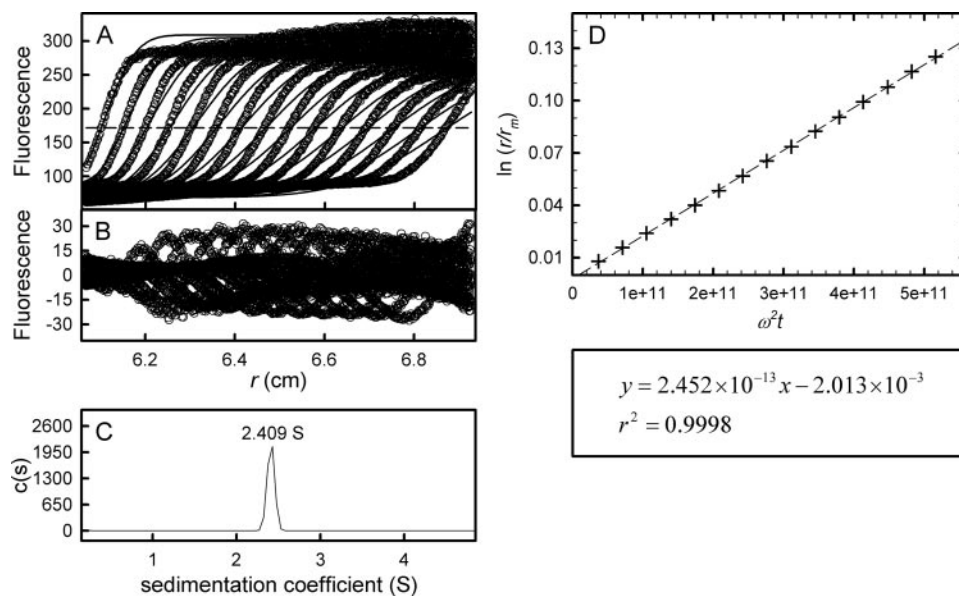 A
Fluorescence
300
250
200
150
100
B
Fluorescence
30
15
0
-15
-30
6.2
6.4
6.6
6.8
r (cm)
C
c(s)
2600
1950
1300
650
0
2.409 S
1
2
3
4
sedimentation coefficient (S)
D
ln (r/rₘ)
0.13
0.10
0.07
0.04
0.01
0
1e+11
2e+11
3e+11
4e+11
5e+11
ω²t
y = 2.452×10⁻¹³ x − 2.013×10⁻³
r² = 0.9998